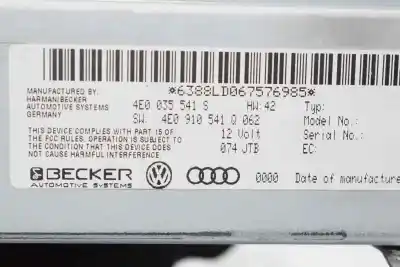 *6388LD067576985*
MANUFACTURED BY:
HARMAN/BECKER
AUTOMOTIVE SYSTEMS
GERMANY
4E0 035 541 S HW:42 Typ:
SW: 4E0 910 541 Q 062 Model No.:
THIS DEVICE COMPLIES WITH PART 15 OF 12 Volt Serial No.:
THE FCC RULES. OPERATION IS SUBJECT 074 JTB EC:
TO THE CONDITION THAT THIS DEVICE
DOES NOT CAUSE HARMFUL INTERFERENCE
BECKER
AUTOMOTIVE SYSTEMS
0000 Date of manufact